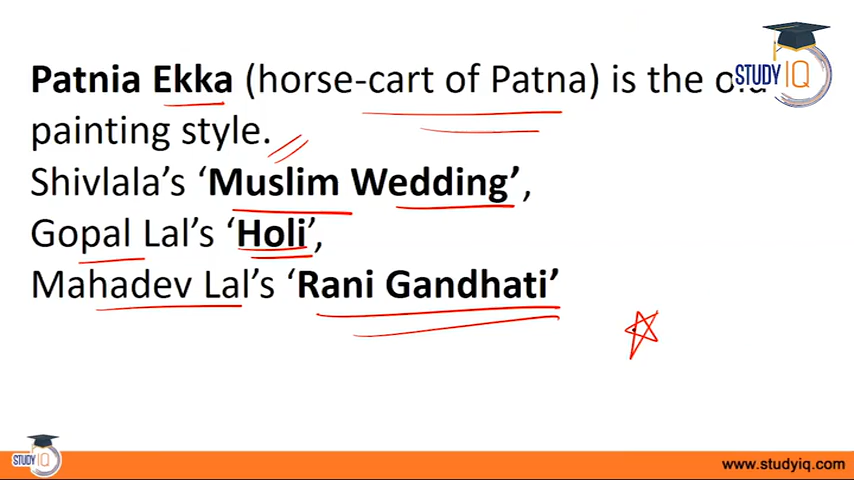 Patnia Ekka (horse-cart of Patna) is the old
painting style.
Shivlala's 'Muslim Wedding',
Gopal Lal's 'Holi',
Mahadev Lal's 'Rani Gandhati'
STUDY IQ
STUDY IQ
www.studyiq.com